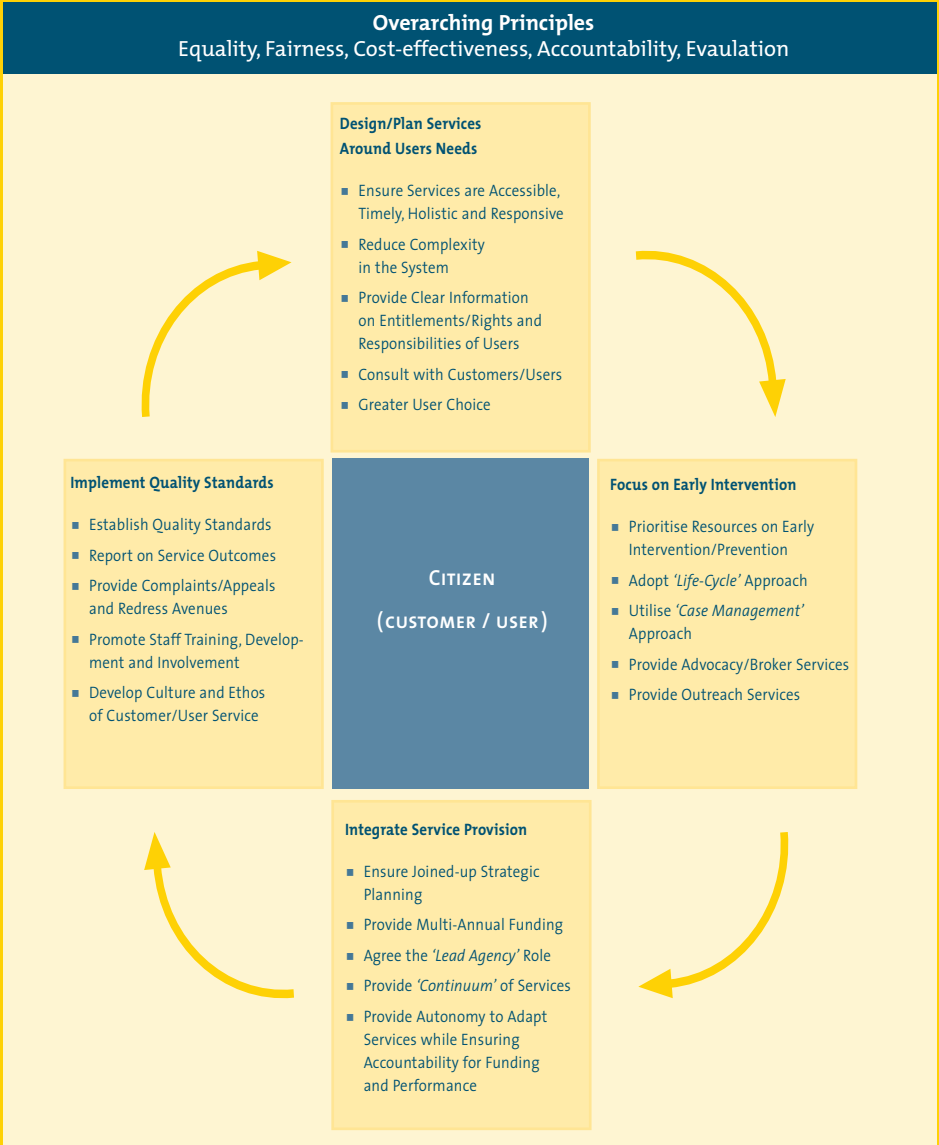 Overarching Principles
Equality, Fairness, Cost-effectiveness, Accountability, Evaulation
Design/Plan Services
Around Users Needs
▪ Ensure Services are Accessible,
Timely, Holistic and Responsive
▪ Reduce Complexity
in the System
▪ Provide Clear Information
on Entitlements/Rights and
Responsibilities of Users
▪ Consult with Customers/Users
▪ Greater User Choice
Implement Quality Standards
▪ Establish Quality Standards
▪ Report on Service Outcomes
▪ Provide Complaints/Appeals
and Redress Avenues
▪ Promote Staff Training, Develop-
ment and Involvement
▪ Develop Culture and Ethos
of Customer/User Service
Citizen
(customer / user)
Focus on Early Intervention
▪ Prioritise Resources on Early
Intervention/Prevention
▪ Adopt ‘Life-Cycle’ Approach
▪ Utilise ‘Case Management’
Approach
▪ Provide Advocacy/Broker Services
▪ Provide Outreach Services
Integrate Service Provision
▪ Ensure Joined-up Strategic
Planning
▪ Provide Multi-Annual Funding
▪ Agree the ‘Lead Agency’ Role
▪ Provide ‘Continuum’ of Services
▪ Provide Autonomy to Adapt
Services while Ensuring
Accountability for Funding
and Performance